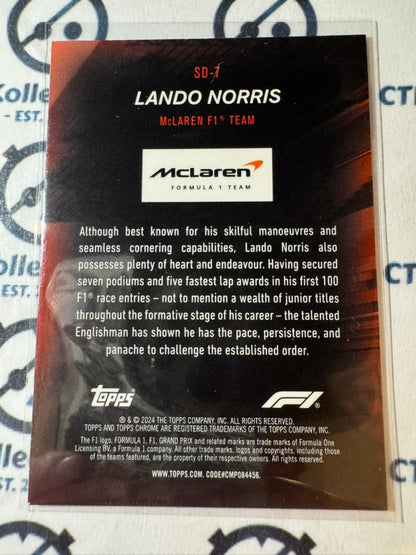 SD-7
LANDO NORRIS
McLAREN F1® TEAM
McLaren
FORMULA 1 TEAM
Although best known for his skilful manoeuvres and
seamless cornering capabilities, Lando Norris also
possesses plenty of heart and endeavour. Having secured
seven podiums and five fastest lap awards in his first 100
F1® race entries – not to mention a wealth of junior titles
throughout the formative stage of his career – the talented
Englishman has shown he has the pace, persistence, and
panache to challenge the established order.
Topps
F1®
® & © 2024 THE TOPPS COMPANY, INC. ALL RIGHTS RESERVED.
TOPPS AND TOPPS CHROME ARE REGISTERED TRADEMARKS OF THE TOPPS COMPANY, INC.
The F1 logo, FORMULA 1, F1, GRAND PRIX and related marks are trade marks of Formula One
Licensing BV, a Formula 1 company. All other trade marks, logos and copyrights, including those
of the teams featured, are the property of their respective owners. All rights reserved.
WWW.TOPPS.COM. CODE#CMP084456.